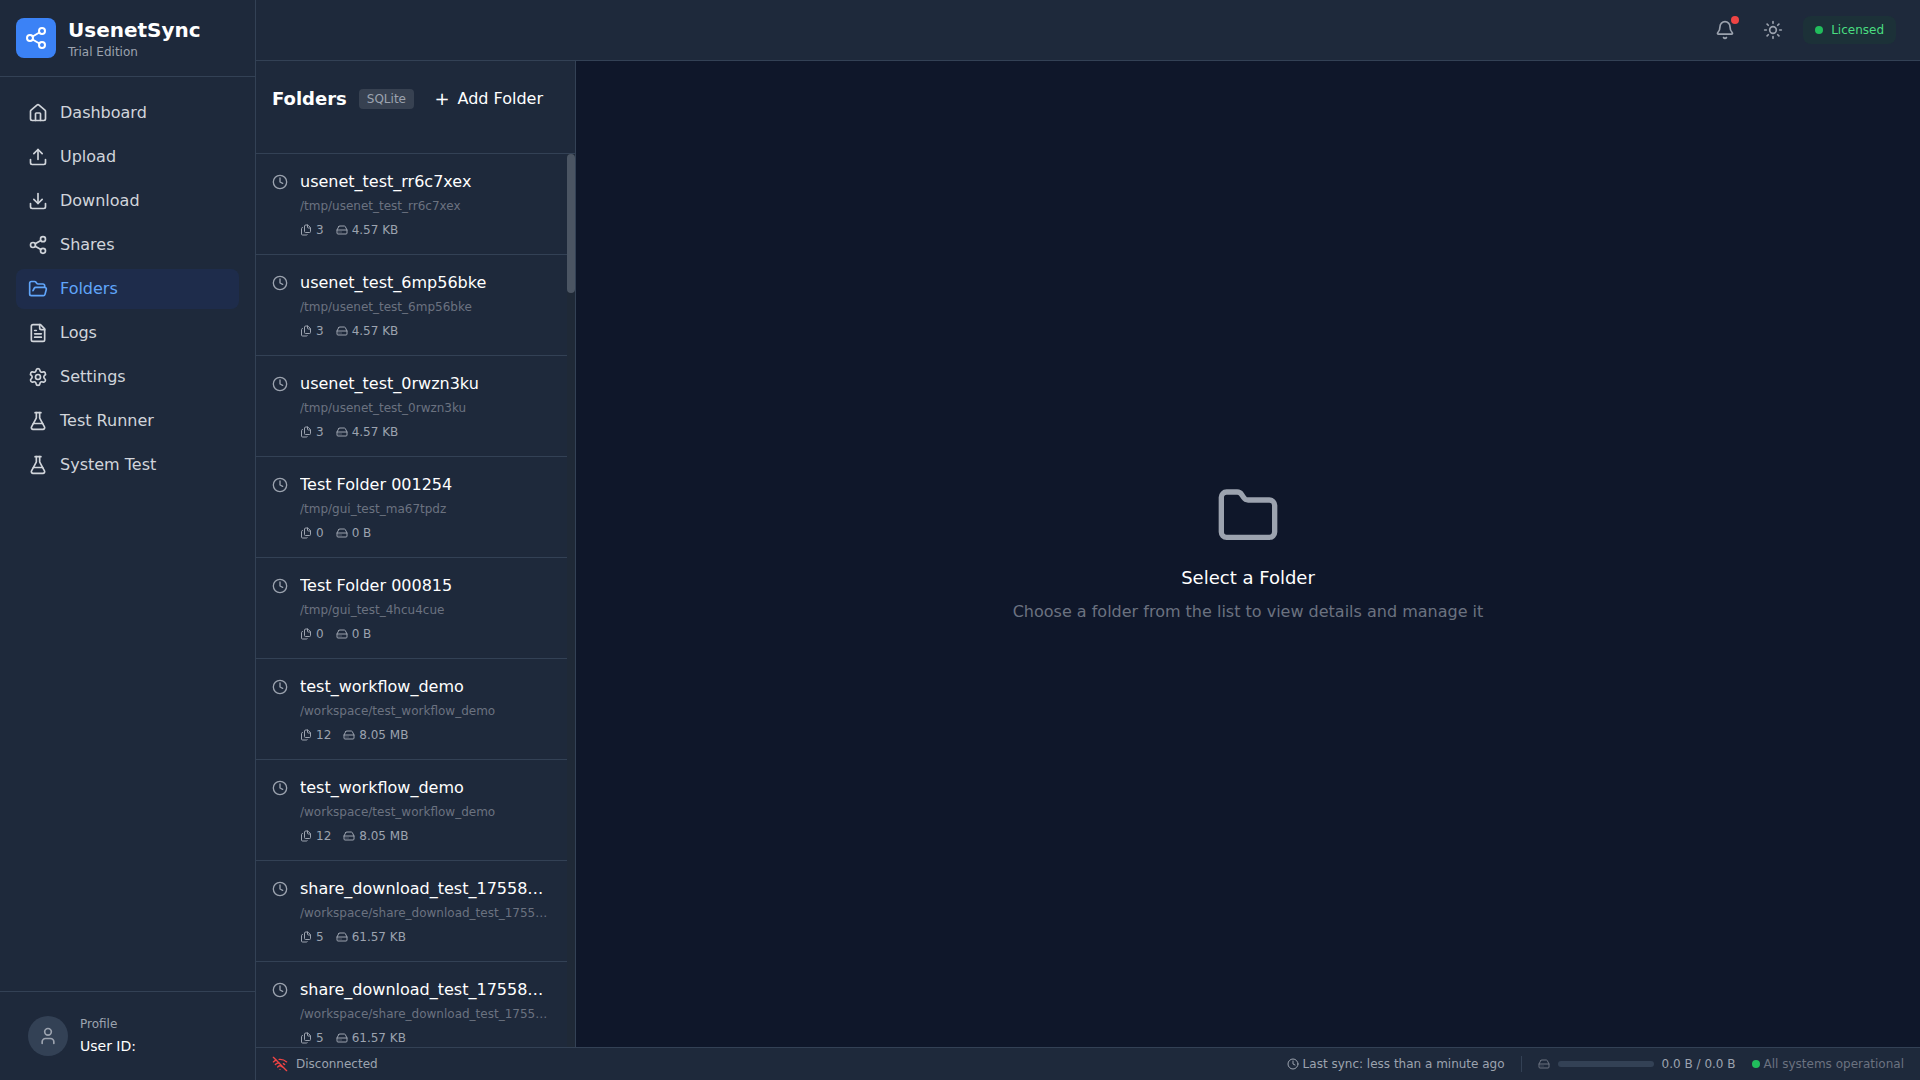 UsenetSync
Trial Edition
Dashboard
Upload
Download
Shares
Folders
Logs
Settings
Test Runner
System Test
Profile
User ID:
Licensed
Folders SQLite Add Folder
usenet_test_rr6c7xex
/tmp/usenet_test_rr6c7xex
3 4.57 KB
usenet_test_6mp56bke
/tmp/usenet_test_6mp56bke
3 4.57 KB
usenet_test_0rwzn3ku
/tmp/usenet_test_0rwzn3ku
3 4.57 KB
Test Folder 001254
/tmp/gui_test_ma67tpdz
0 0 B
Test Folder 000815
/tmp/gui_test_4hcu4cue
0 0 B
test_workflow_demo
/workspace/test_workflow_demo
12 8.05 MB
test_workflow_demo
/workspace/test_workflow_demo
12 8.05 MB
share_download_test_17558...
/workspace/share_download_test_1755...
5 61.57 KB
share_download_test_17558...
/workspace/share_download_test_1755...
5 61.57 KB
Select a Folder
Choose a folder from the list to view details and manage it
Disconnected
Last sync: less than a minute ago
0.0 B / 0.0 B
All systems operational